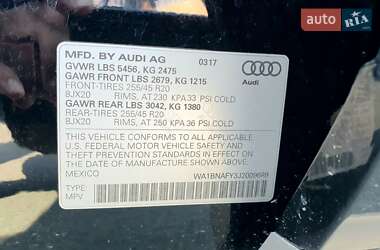 auto RIA
MFD. BY AUDI AG 0317
GVWR LBS 5456, KG 2475
GAWR FRONT LBS 2679, KG 1215
FRONT-TIRES 255/45 R20
8JX20 RIMS, AT 230 KPA 33 PSI COLD
GAWR REAR LBS 3042, KG 1380
REAR-TIRES 255/45 R20
8JX20 RIMS, AT 250 KPA 36 PSI COLD
Audi
THIS VEHICLE CONFORMS TO ALL APPLICABLE
U.S. FEDERAL MOTOR VEHICLE SAFETY AND
THEFT PREVENTION STANDARDS IN EFFECT ON THE
DATE OF MANUFACTURE SHOWN ABOVE.
MEXICO
TYPE:
MPV